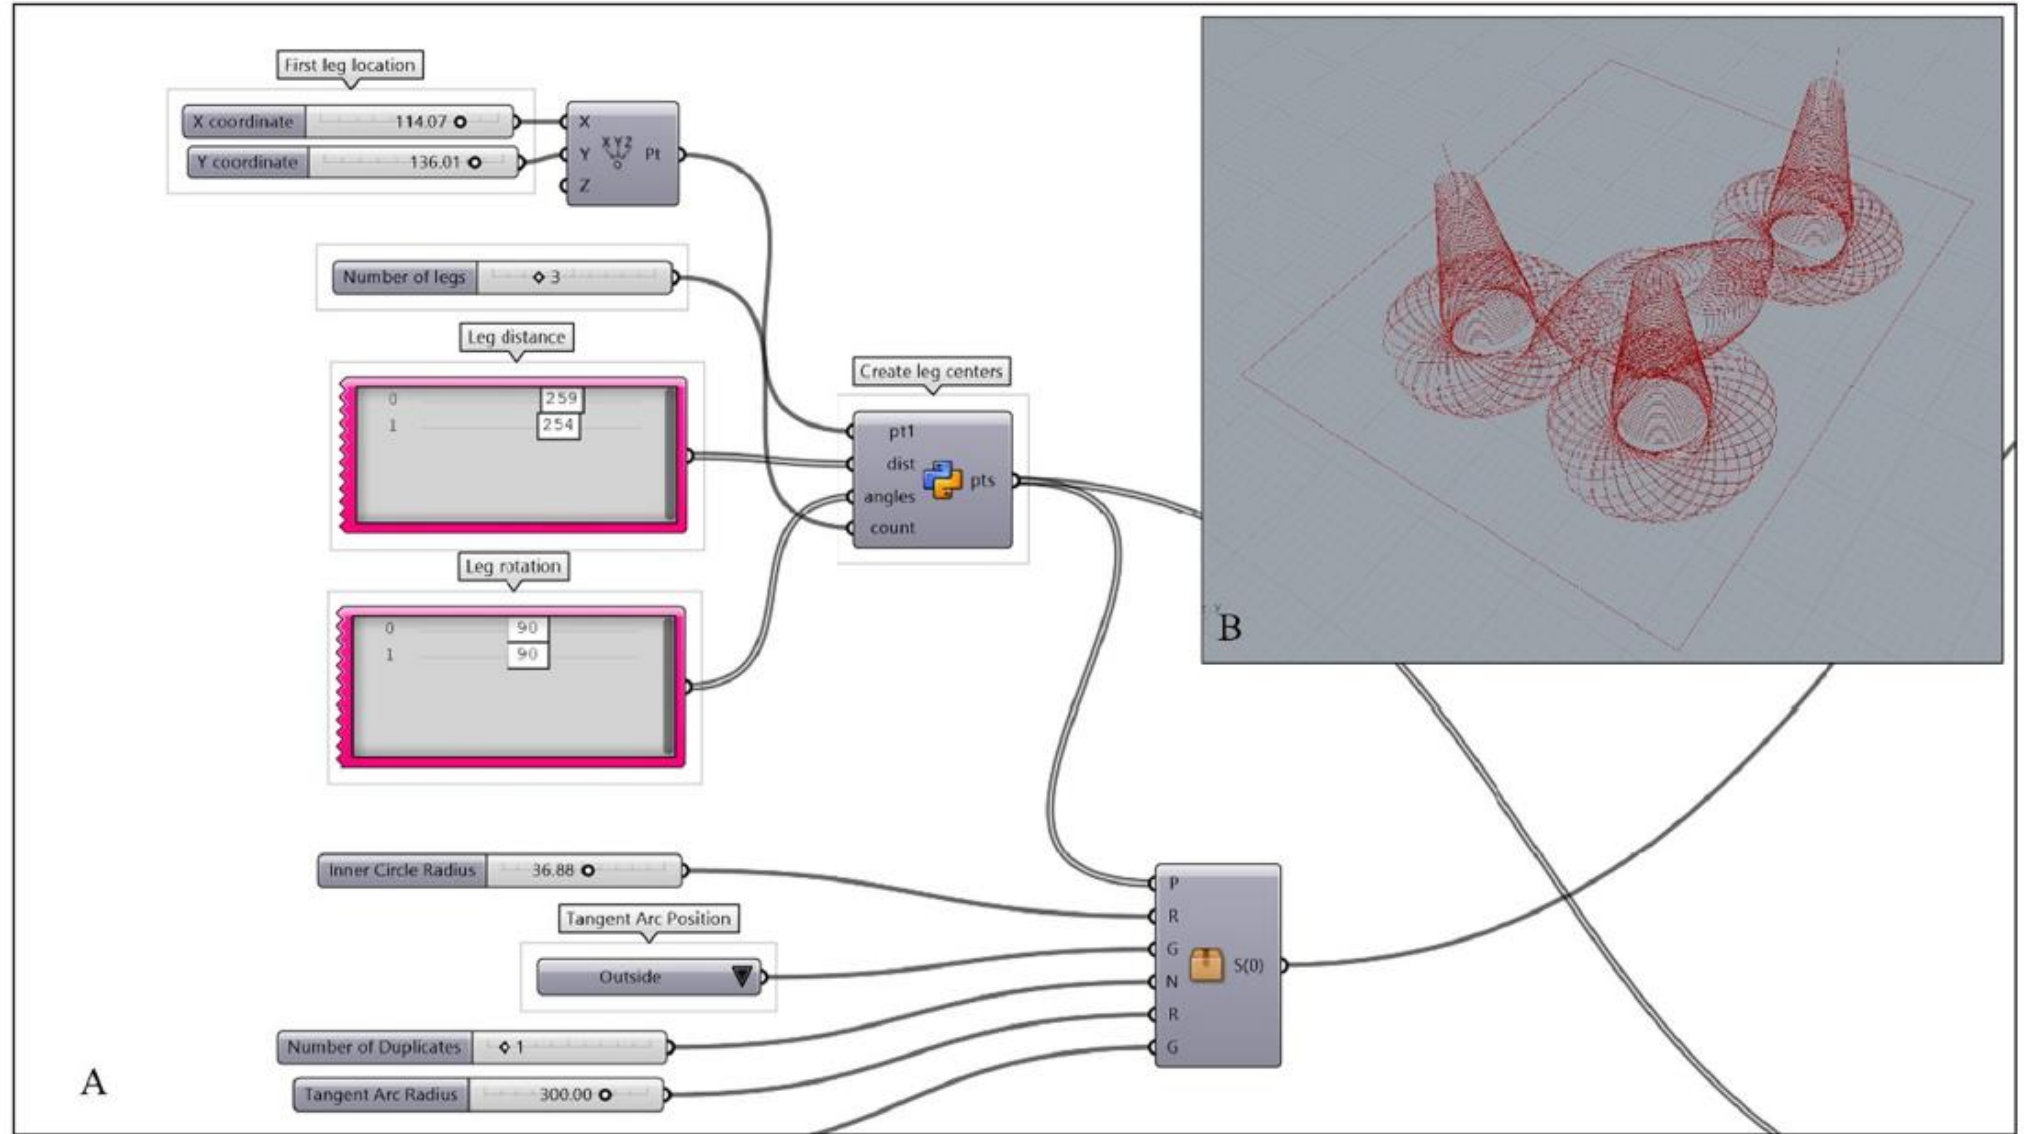 First leg location
X coordinate 114.07
Y coordinate 136.01
X
Y
Z
X Y Z
Pt
Number of legs 3
Leg distance
0 259
1 254
Create leg centers
pt1
dist
angles
count
pts
Leg rotation
0 90
1 90
Inner Circle Radius 36.88
Tangent Arc Position
Outside
Number of Duplicates 1
Tangent Arc Radius 300.00
P
R
G
N
R
G
S(0)
A
B